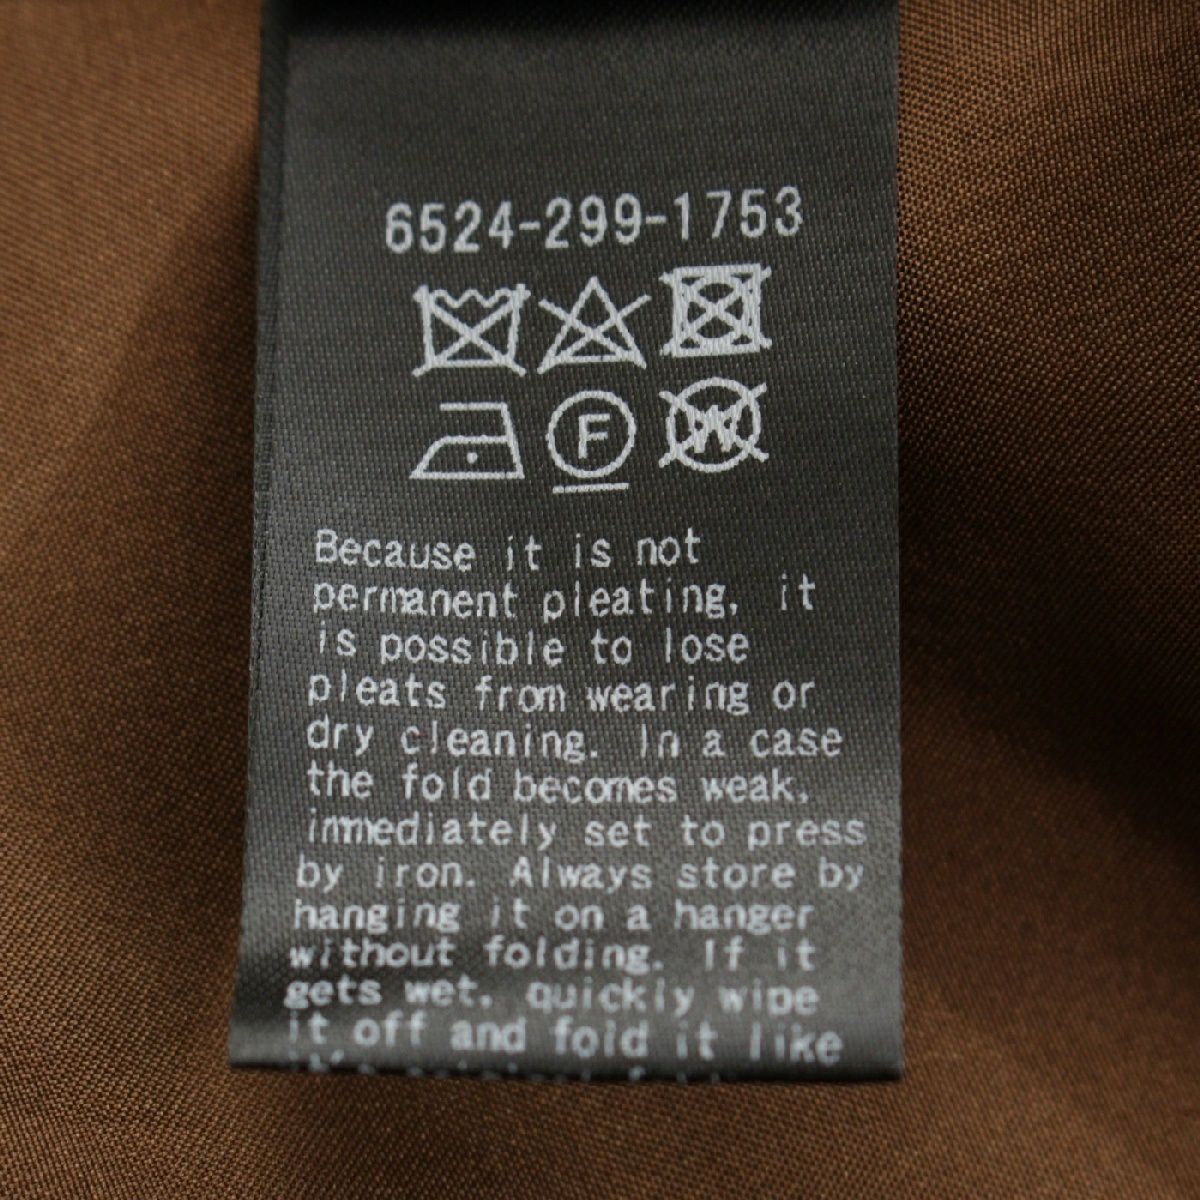 6524-299-1753
F W
Because it is not
permanent pleating, it
is possible to lose
pleats from wearing or
dry cleaning. In a case
the fold becomes weak,
immediately set to press
by iron. Always store by
hanging it on a hanger
without folding. If it
gets wet, quickly wipe
it off and fold it like